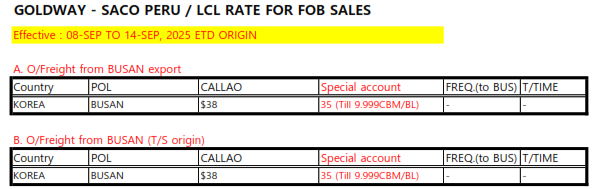 GOLDWAY - SACO PERU / LCL RATE FOR FOB SALES
Effective : 08-SEP TO 14-SEP, 2025 ETD ORIGIN
A. O/Freight from BUSAN export
Country POL CALLAO Special account FREQ.(to BUS) T/TIME
KOREA BUSAN $38 35 (Till 9.999CBM/BL) - -
B. O/Freight from BUSAN (T/S origin)
Country POL CALLAO Special account FREQ.(to BUS) T/TIME
KOREA BUSAN $38 35 (Till 9.999CBM/BL) - -